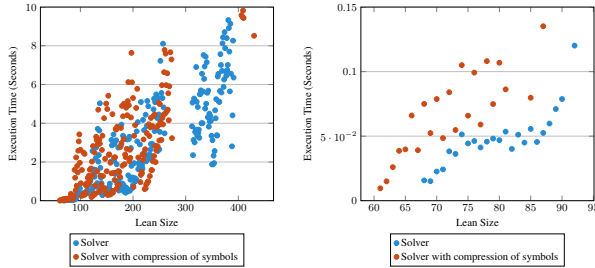 Execution Time (Seconds)
10
8
6
4
2
0
100
200
300
400
Lean Size
Solver
Solver with compression of symbols
Execution Time (Seconds)
0.15
0.1
5 · 10⁻²
0
60
65
70
75
80
85
90
95
Lean Size
Solver
Solver with compression of symbols